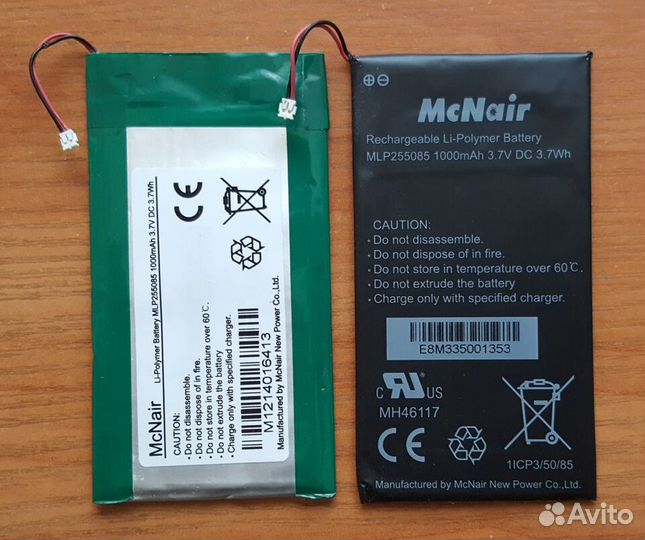 McNair
Li-Polymer Battery MLP255085 1000mAh 3.7V DC 3.7Wh
CAUTION:
• Do not disassemble.
• Do not dispose of in fire.
• Do not store in temperature over 60℃.
• Do not extrude the battery
• Charge only with specified charger.
M1214016413
Manufactured by McNair New Power Co.,Ltd.
CE
McNair
Rechargeable Li-Polymer Battery
MLP255085 1000mAh 3.7V DC 3.7Wh
CAUTION:
• Do not disassemble.
• Do not dispose of in fire.
• Do not store in temperature over 60℃
• Do not extrude the battery
• Charge only with specified charger.
E8M335001353
CE
c RU US
MH46117
1ICP3/50/85
Manufactured by McNair New Power Co.,Ltd.
Avito